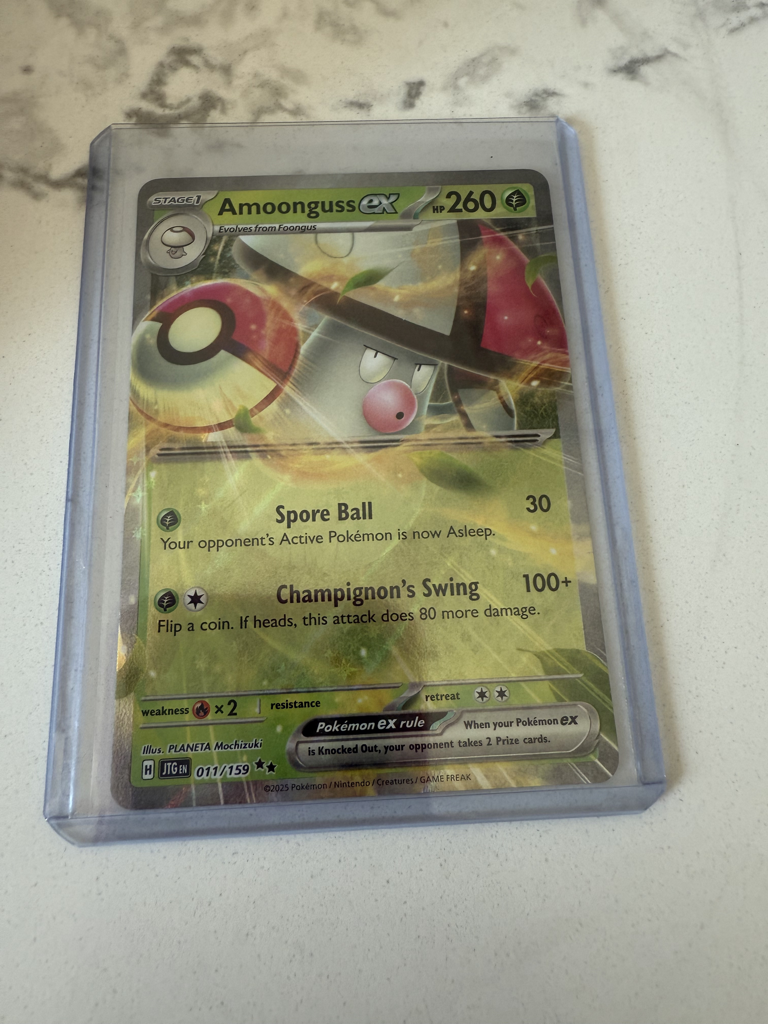 STAGE 1
Amoonguss ex
HP 260
Evolves from Foongus
Spore Ball 30
Your opponent's Active Pokémon is now Asleep.
Champignon's Swing 100+
Flip a coin. If heads, this attack does 80 more damage.
weakness ×2 resistance retreat
Pokémon ex rule When your Pokémon ex
is Knocked Out, your opponent takes 2 Prize cards.
Illus. PLANETA Mochizuki
H JTG EN 011/159
©2025 Pokémon / Nintendo / Creatures / GAME FREAK